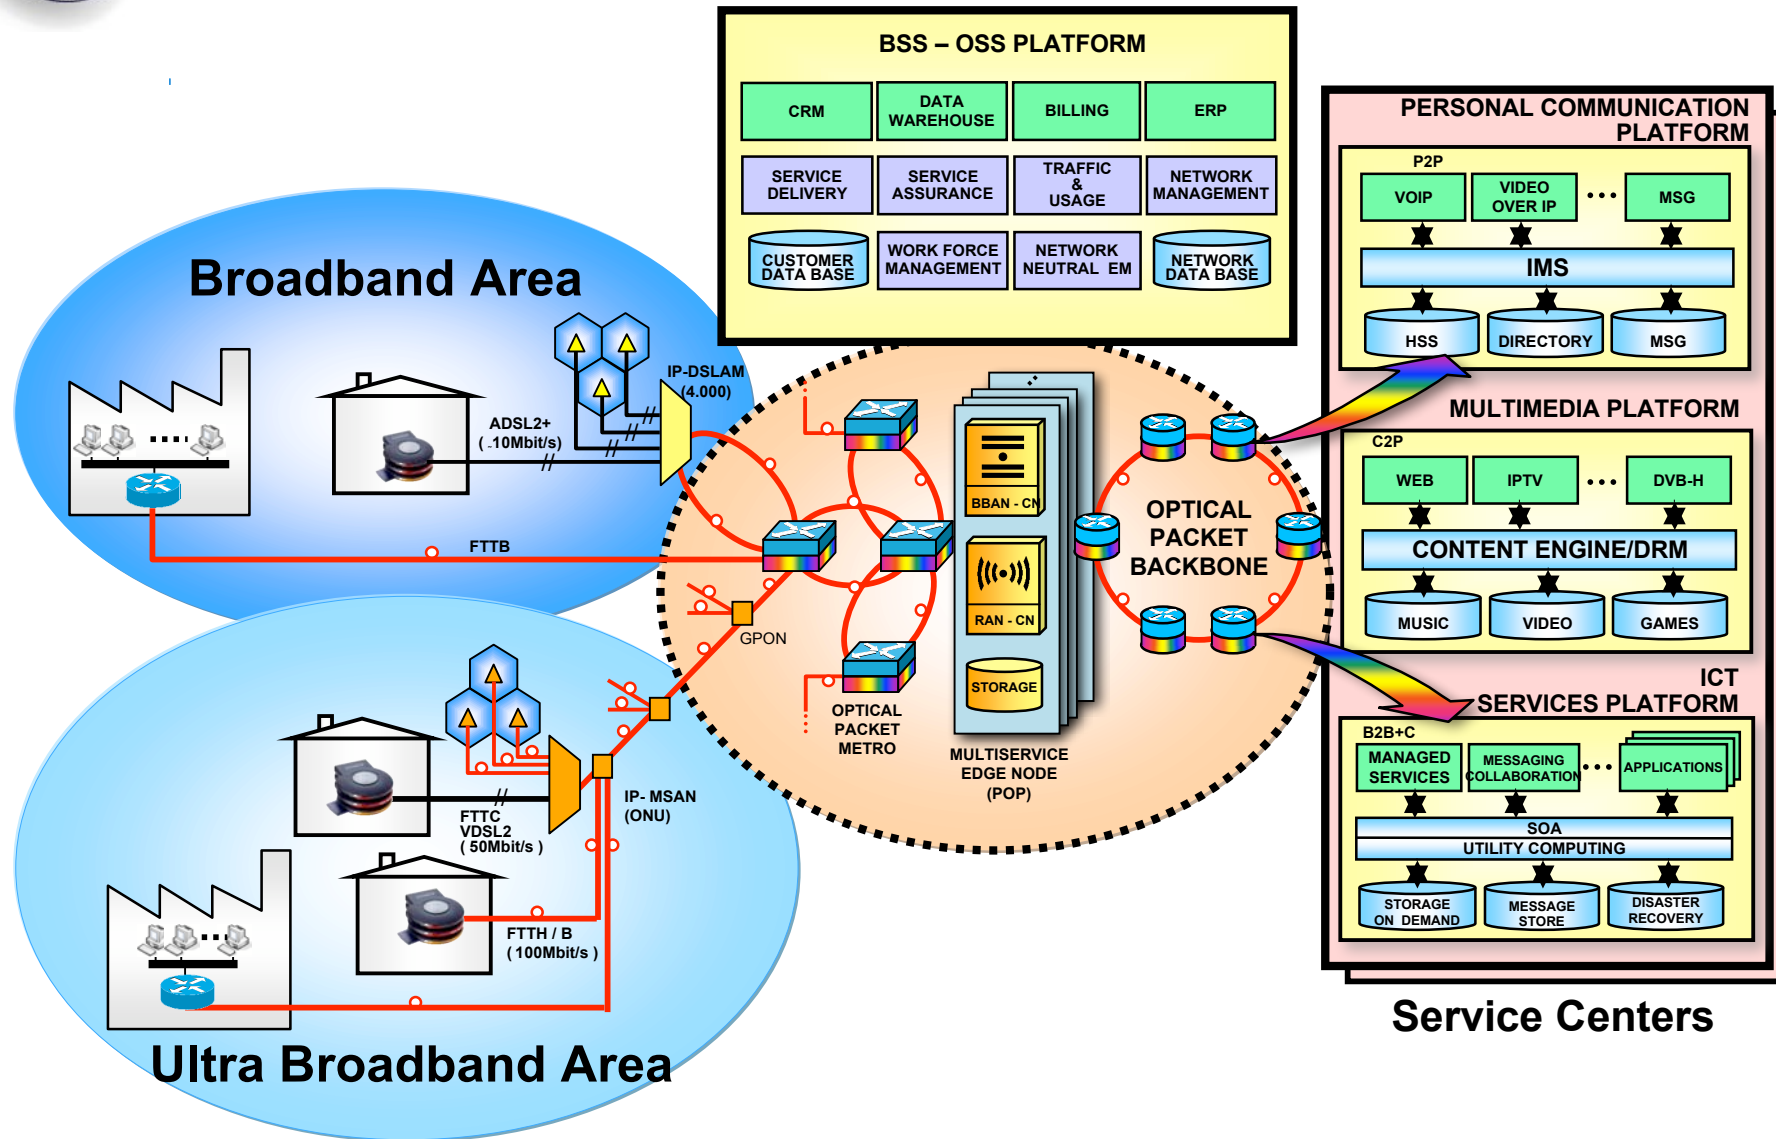 BSS – OSS PLATFORM
CRM
DATA
WAREHOUSE
BILLING
ERP
SERVICE
DELIVERY
SERVICE
ASSURANCE
TRAFFIC
&
USAGE
NETWORK
MANAGEMENT
CUSTOMER
DATA BASE
WORK FORCE
MANAGEMENT
NETWORK
NEUTRAL EM
NETWORK
DATA BASE
Broadband Area
IP-DSLAM
(4.000)
ADSL2+
( ..10Mbit/s)
FTTB
GPON
FTTC
VDSL2
( 50Mbit/s )
IP- MSAN
(ONU)
FTTH / B
( 100Mbit/s )
Ultra Broadband Area
OPTICAL
PACKET
METRO
BBAN - CN
RAN - CN
STORAGE
MULTISERVICE
EDGE NODE
(POP)
OPTICAL
PACKET
BACKBONE
PERSONAL COMMUNICATION
PLATFORM
P2P
VOIP
VIDEO
OVER IP
•••
MSG
IMS
HSS
DIRECTORY
MSG
MULTIMEDIA PLATFORM
C2P
WEB
IPTV
•••
DVB-H
CONTENT ENGINE/DRM
MUSIC
VIDEO
GAMES
ICT
SERVICES PLATFORM
B2B+C
MANAGED
SERVICES
MESSAGING
COLLABORATION
•••
APPLICATIONS
SOA
UTILITY COMPUTING
STORAGE
ON DEMAND
MESSAGE
STORE
DISASTER
RECOVERY
Service Centers